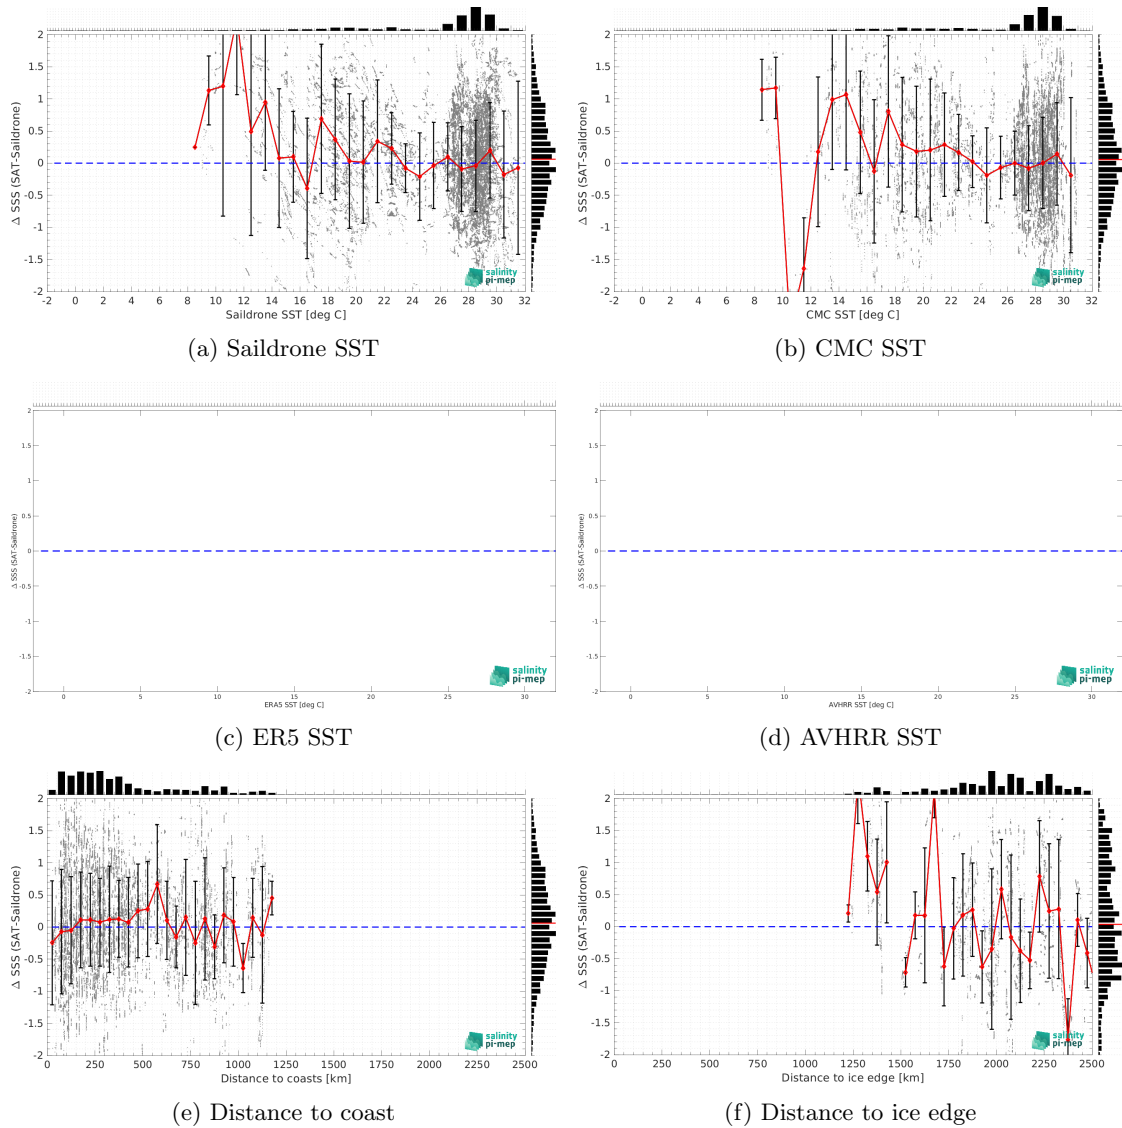 2
1.5
1
0.5
0
-0.5
-1
-1.5
-2
Δ SSS (SAT-Saildrone)
-2 0 2 4 6 8 10 12 14 16 18 20 22 24 26 28 30 32
Saildrone SST [deg C]
salinity
pi-mep
(a) Saildrone SST
2
1.5
1
0.5
0
-0.5
-1
-1.5
-2
Δ SSS (SAT-Saildrone)
-2 0 2 4 6 8 10 12 14 16 18 20 22 24 26 28 30 32
CMC SST [deg C]
salinity
pi-mep
(b) CMC SST
2
1.5
1
0.5
0
-0.5
-1
-1.5
-2
Δ SSS (SAT-Saildrone)
0 5 10 15 20 25 30
ERA5 SST [deg C]
salinity
pi-mep
(c) ER5 SST
2
1.5
1
0.5
0
-0.5
-1
-1.5
-2
Δ SSS (SAT-Saildrone)
0 5 10 15 20 25 30
AVHRR SST [deg C]
salinity
pi-mep
(d) AVHRR SST
2
1.5
1
0.5
0
-0.5
-1
-1.5
-2
Δ SSS (SAT-Saildrone)
0 250 500 750 1000 1250 1500 1750 2000 2250 2500
Distance to coasts [km]
salinity
pi-mep
(e) Distance to coast
2
1.5
1
0.5
0
-0.5
-1
-1.5
-2
Δ SSS (SAT-Saildrone)
0 250 500 750 1000 1250 1500 1750 2000 2250 2500
Distance to ice edge [km]
salinity
pi-mep
(f) Distance to ice edge